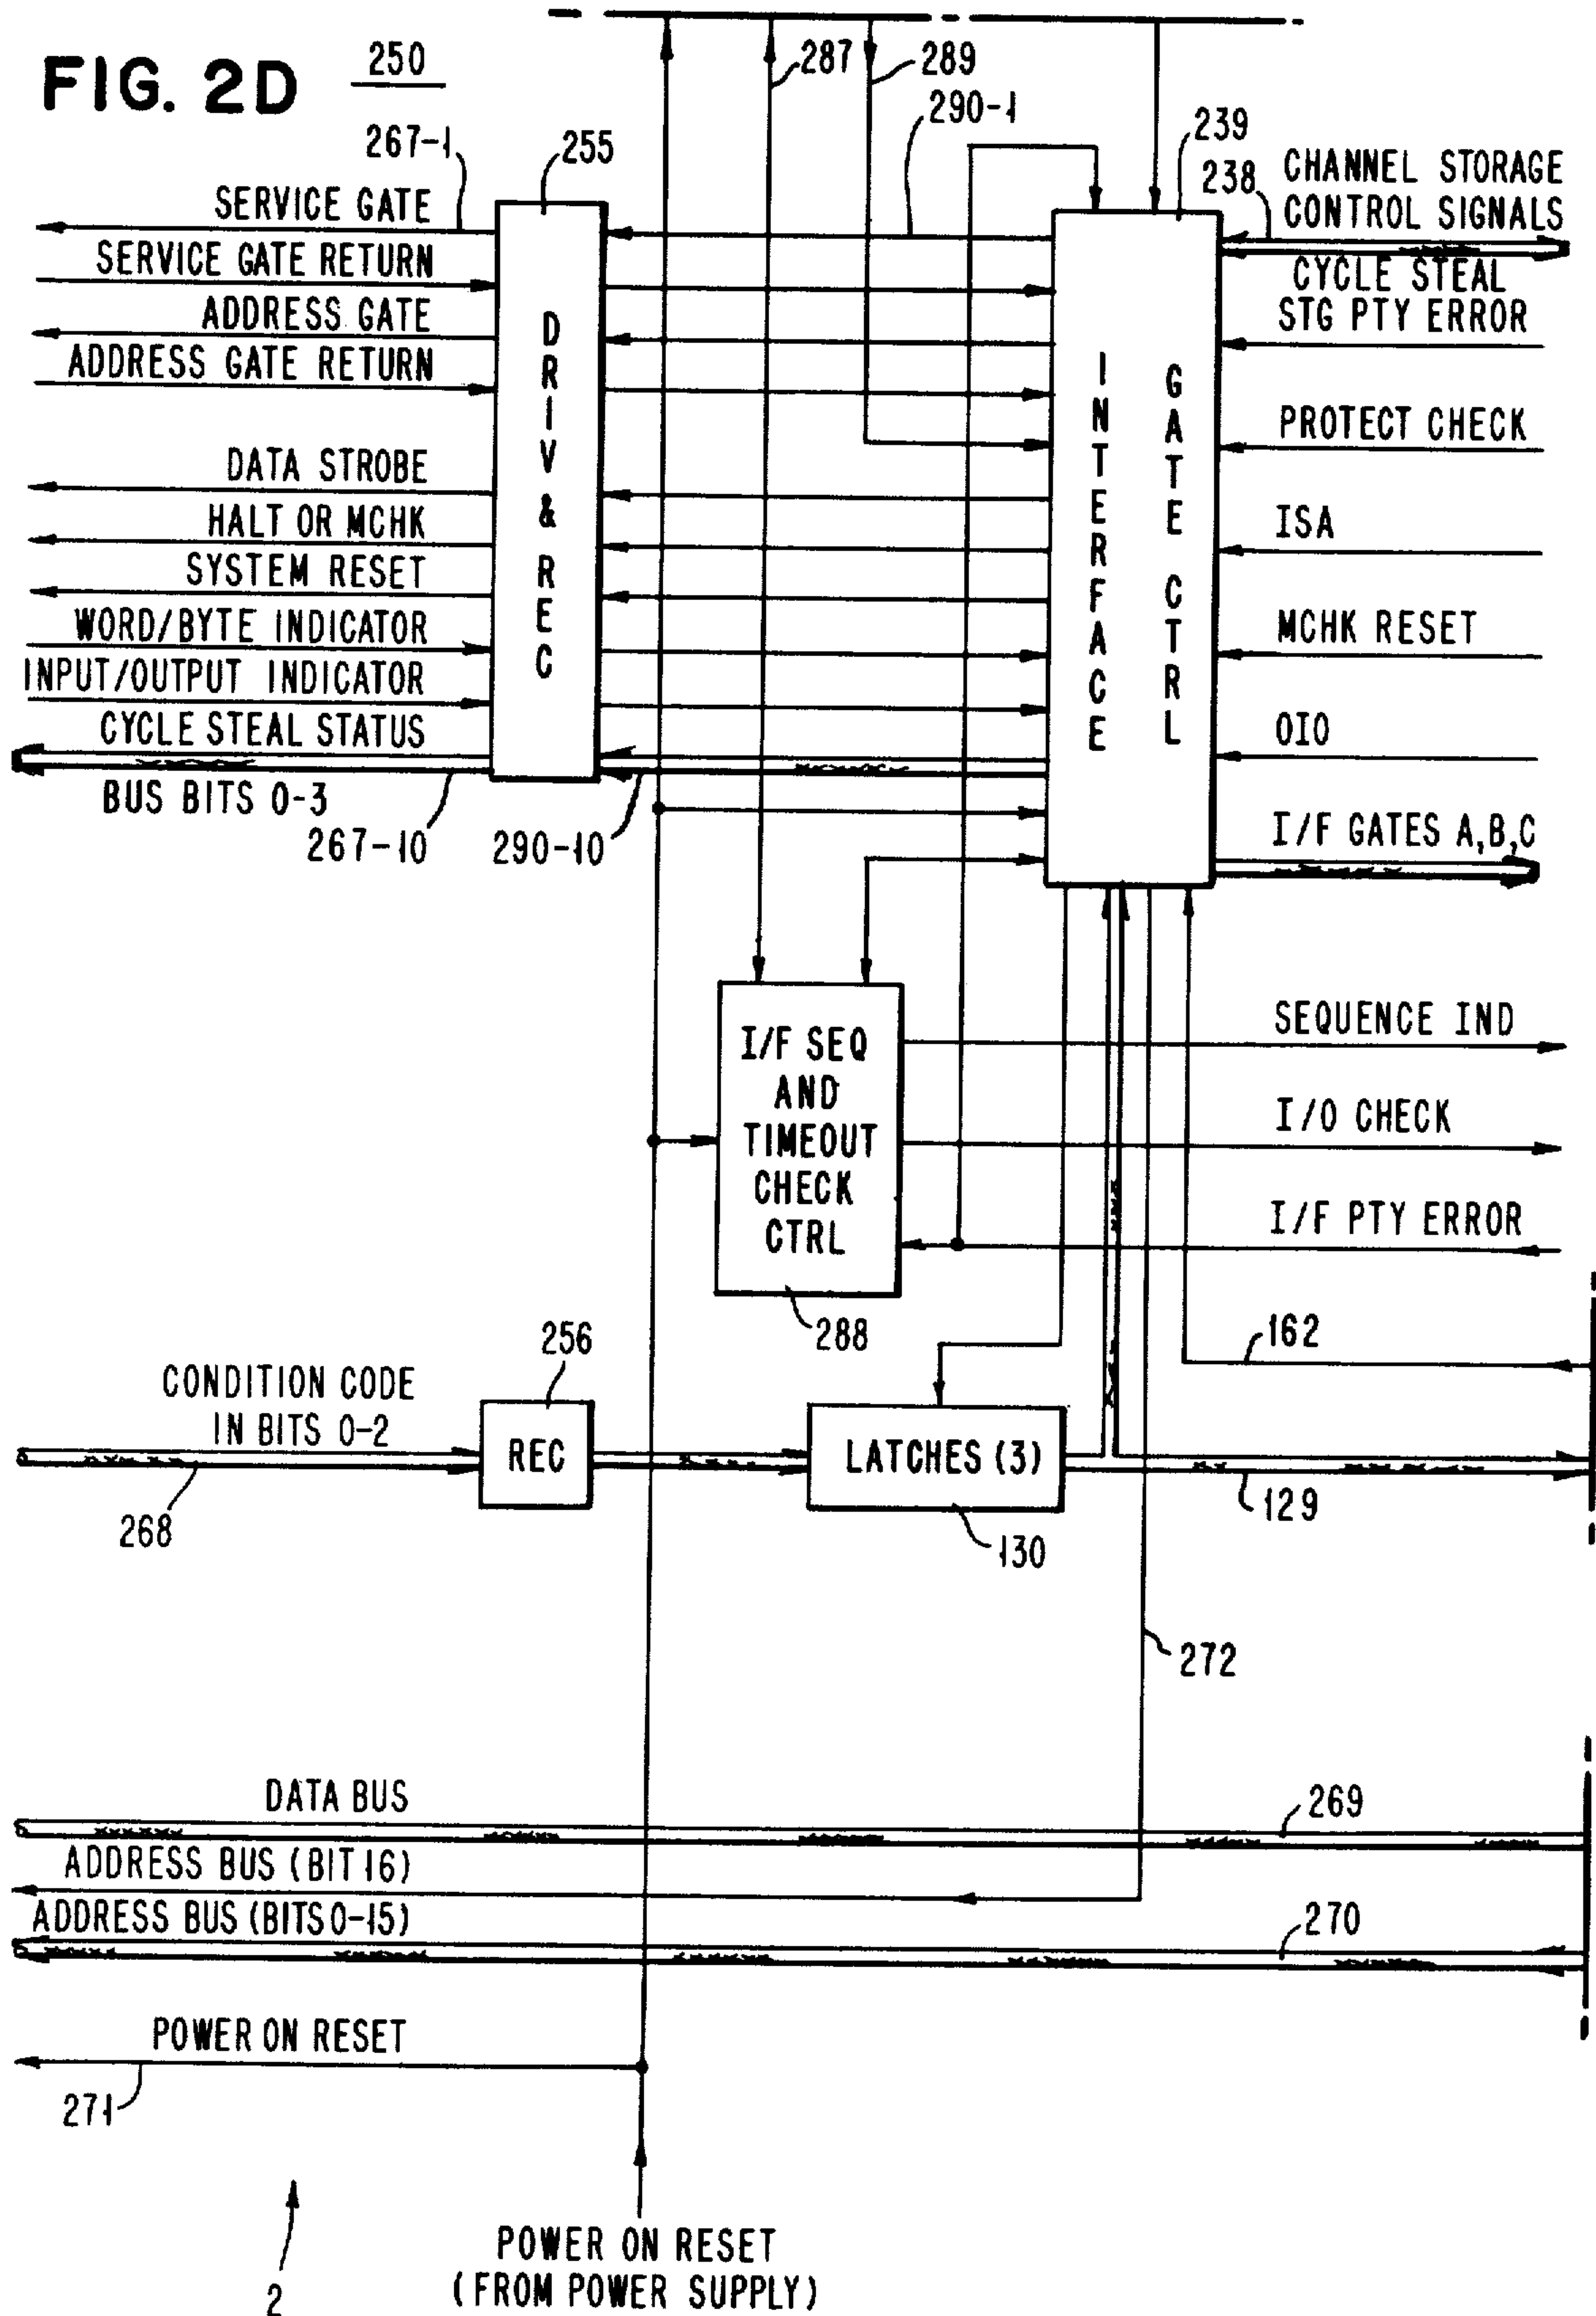 FIG. 2D
250
287
289
290-1
267-1
255
239
238
CHANNEL STORAGE
CONTROL SIGNALS
SERVICE GATE
SERVICE GATE RETURN
ADDRESS GATE
ADDRESS GATE RETURN
DATA STROBE
HALT OR MCHK
SYSTEM RESET
WORD/BYTE INDICATOR
INPUT/OUTPUT INDICATOR
CYCLE STEAL STATUS
BUS BITS 0-3
267-10
290-10
DRIV & REC
INTERFACE
GATE CTRL
CYCLE STEAL
STG PTY ERROR
PROTECT CHECK
ISA
MCHK RESET
OIO
I/F GATES A,B,C
I/F SEQ
AND
TIMEOUT
CHECK
CTRL
288
SEQUENCE IND
I/O CHECK
I/F PTY ERROR
162
256
CONDITION CODE
IN BITS 0-2
REC
LATCHES (3)
268
130
129
272
DATA BUS
269
ADDRESS BUS (BIT 16)
ADDRESS BUS (BITS 0-15)
270
POWER ON RESET
271
2
POWER ON RESET
(FROM POWER SUPPLY)